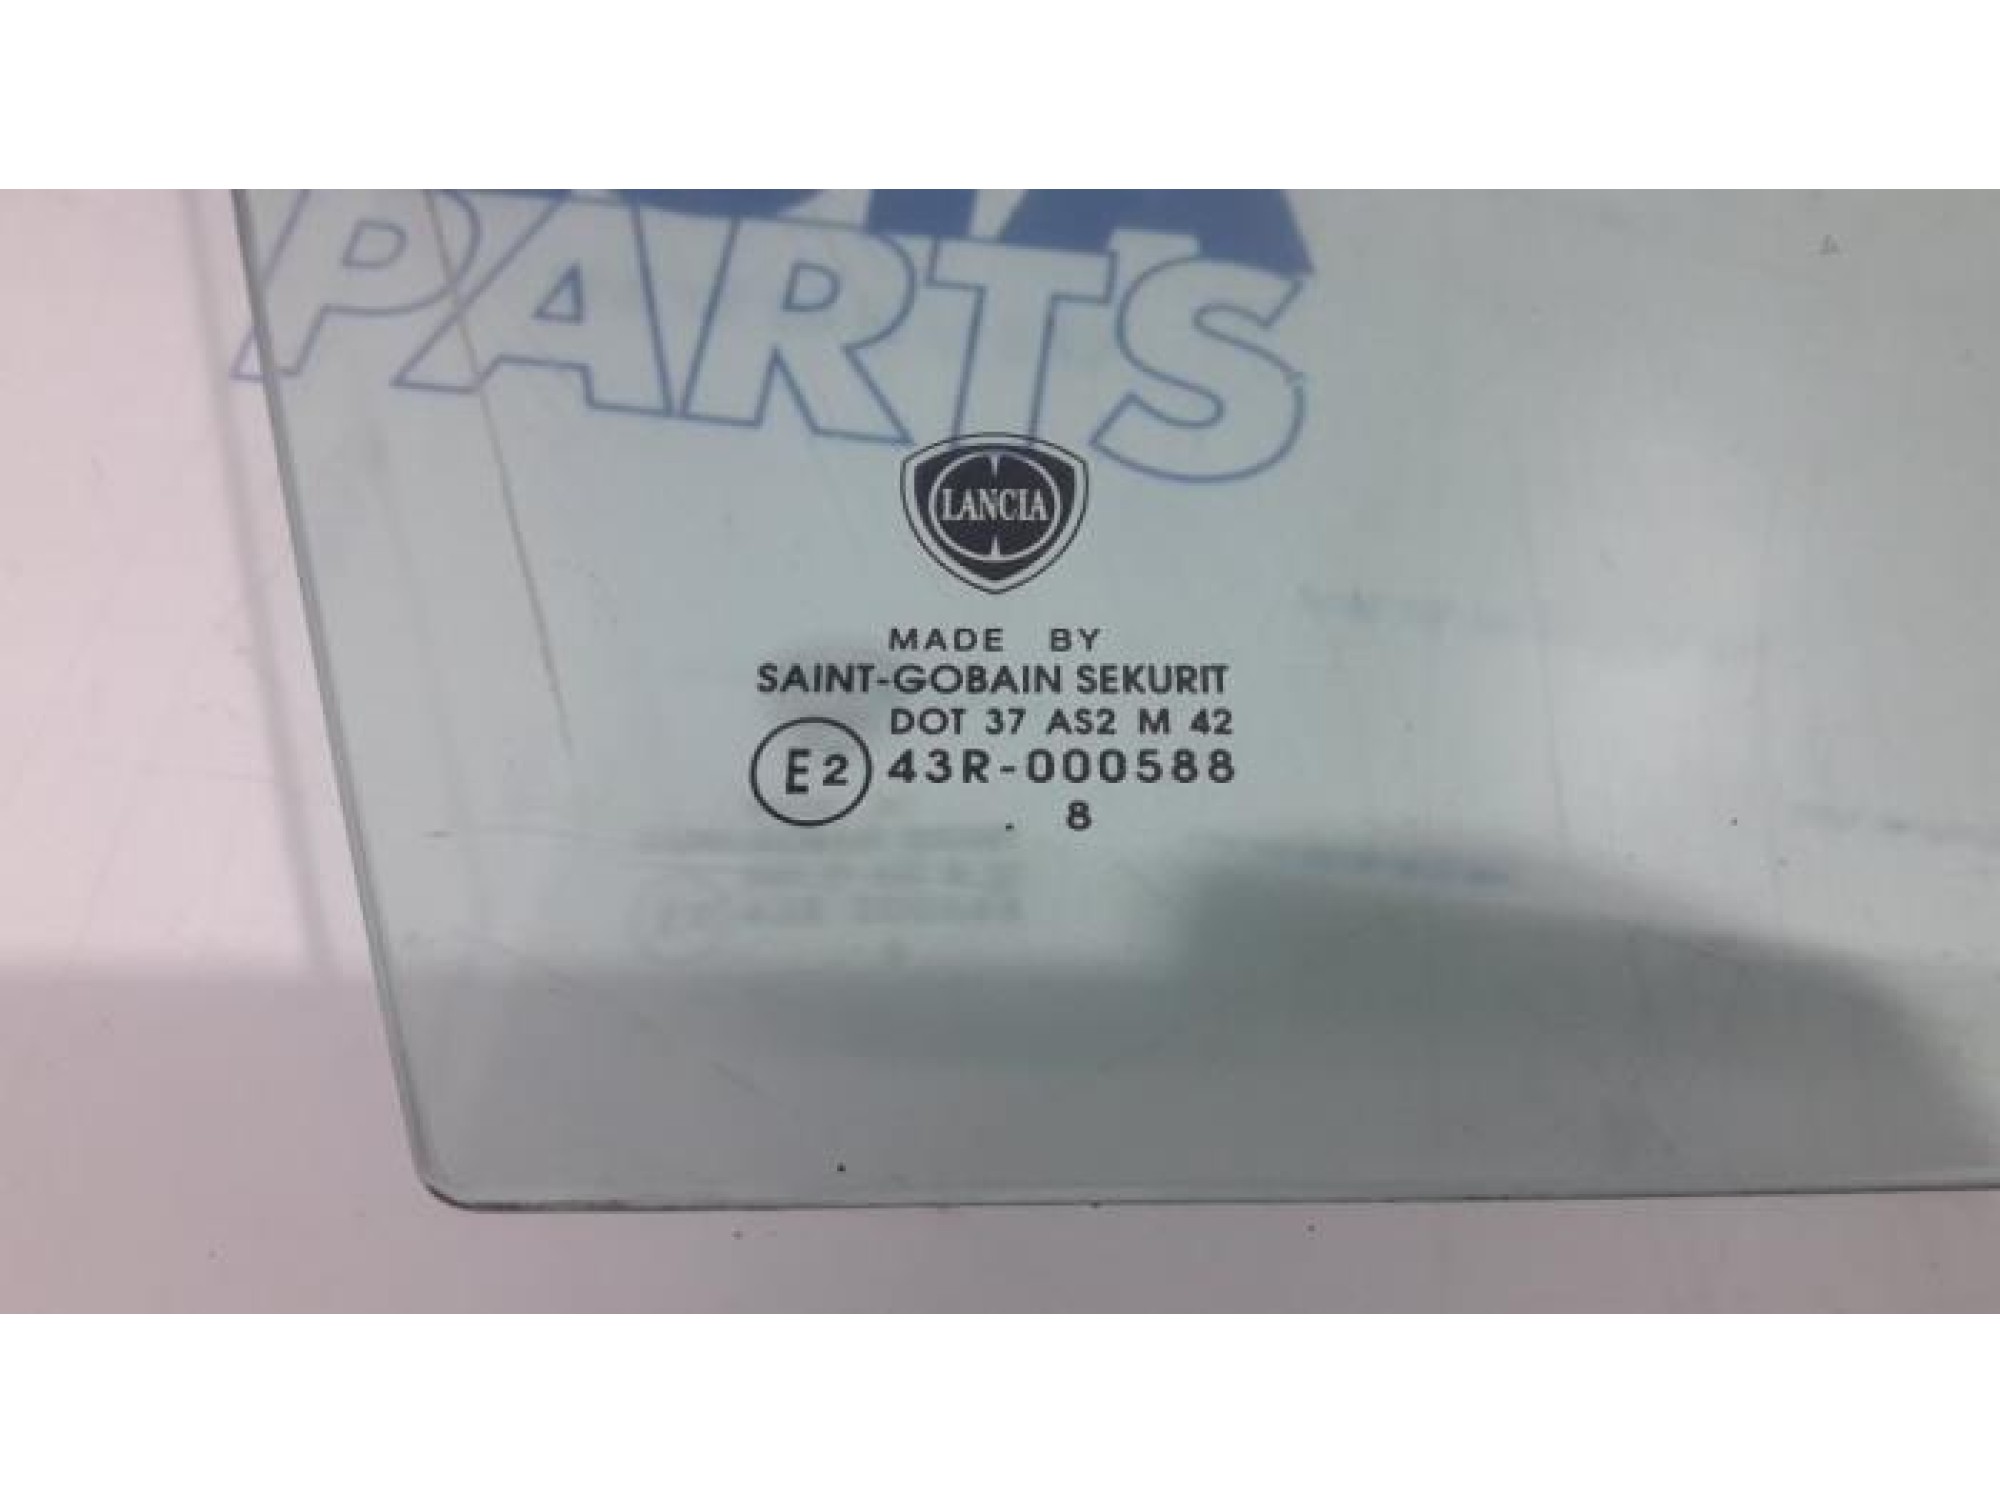 PARTS
LANCIA
MADE BY
SAINT-GOBAIN SEKURIT
DOT 37 AS2 M 42
E2 43R-000588
. 8